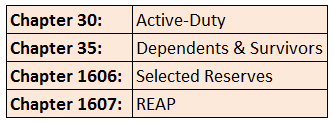 Chapter 30: Active-Duty
Chapter 35: Dependents & Survivors
Chapter 1606: Selected Reserves
Chapter 1607: REAP